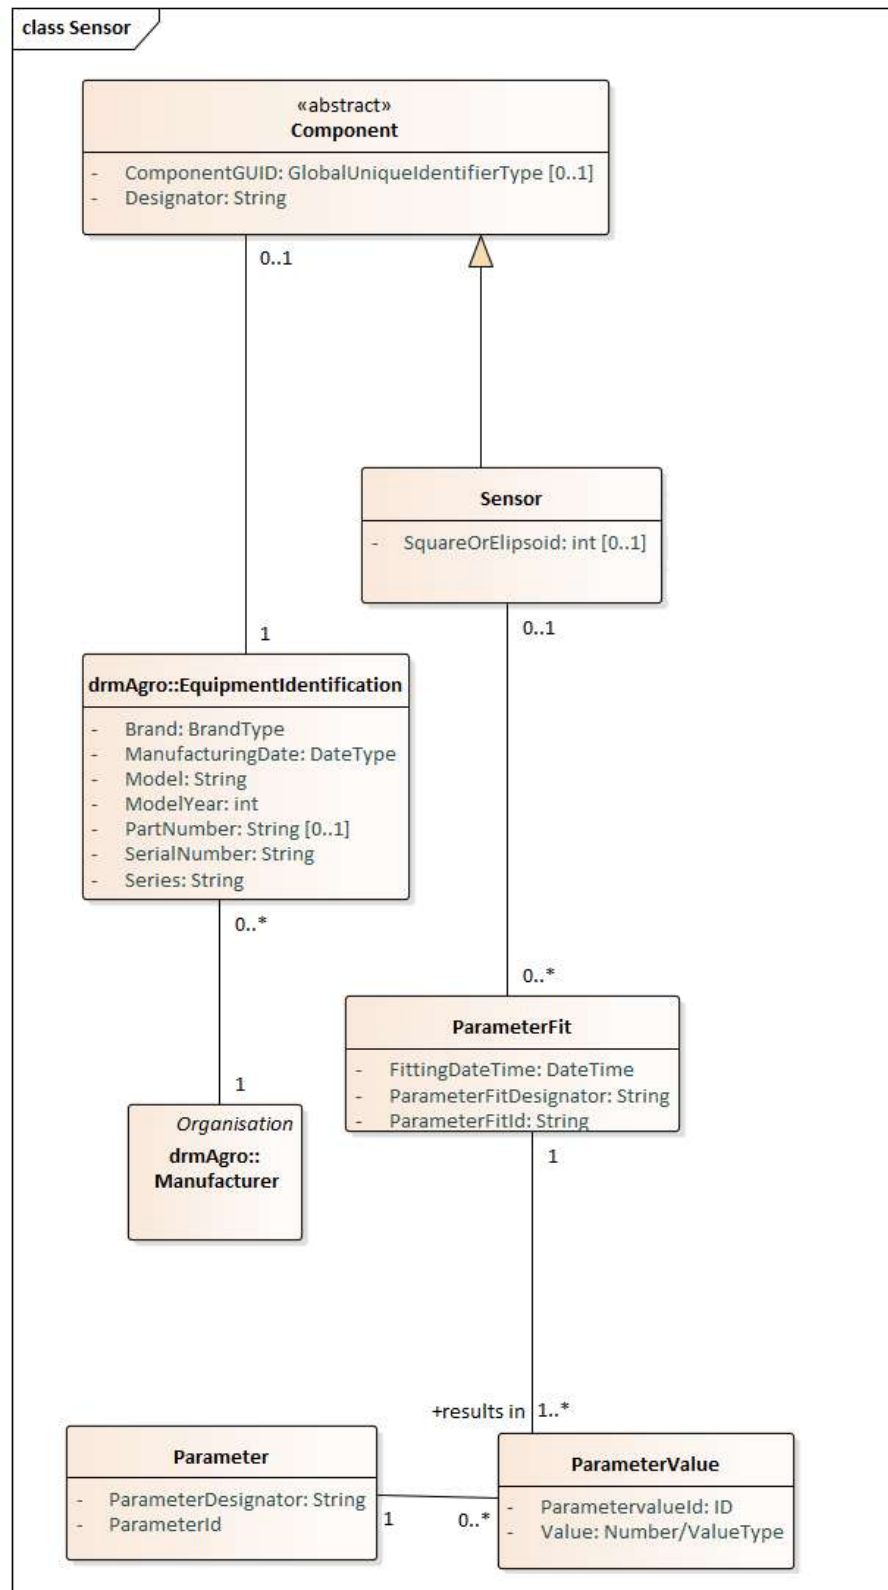 class Sensor
«abstract»
Component
- ComponentGUID: GlobalUniqueIdentifierType [0..1]
- Designator: String
0..1
Sensor
- SquareOrElipsoid: int [0..1]
0..1
1
drmAgro::EquipmentIdentification
- Brand: BrandType
- ManufacturingDate: DateType
- Model: String
- ModelYear: int
- PartNumber: String [0..1]
- SerialNumber: String
- Series: String
0..*
0..*
ParameterFit
- FittingDateTime: DateTime
- ParameterFitDesignator: String
- ParameterFitId: String
1
1
Organisation
drmAgro::
Manufacturer
+results in 1..*
Parameter
- ParameterDesignator: String
- ParameterId
1
0..*
ParameterValue
- ParametervalueId: ID
- Value: Number/ValueType